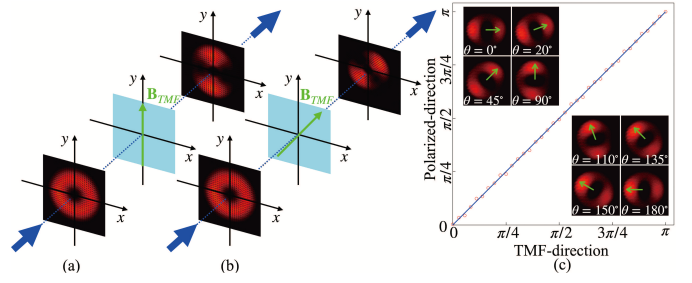 y
x
B_TMF
y
x
y
x
(a)
y
x
B_TMF
y
x
y
x
(b)
Polarized-direction
π
3π/4
π/2
π/4
0
θ = 0°
θ = 20°
θ = 45°
θ = 90°
θ = 110°
θ = 135°
θ = 150°
θ = 180°
0
π/4
π/2
3π/4
π
TMF-direction
(c)